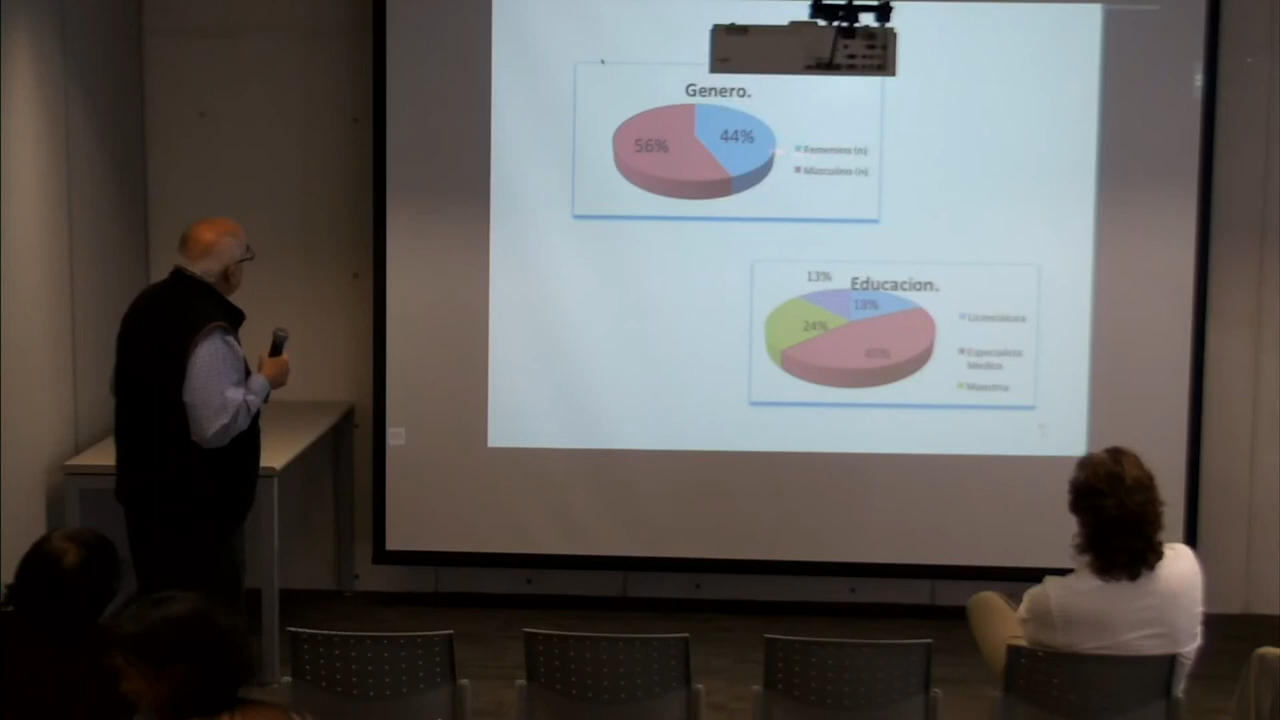 Genero.
56%
44%
Femenino (n)
Masculino (n)
13%
Educacion.
18%
24%
Licenciatura
Especialista
Medico
Maestria